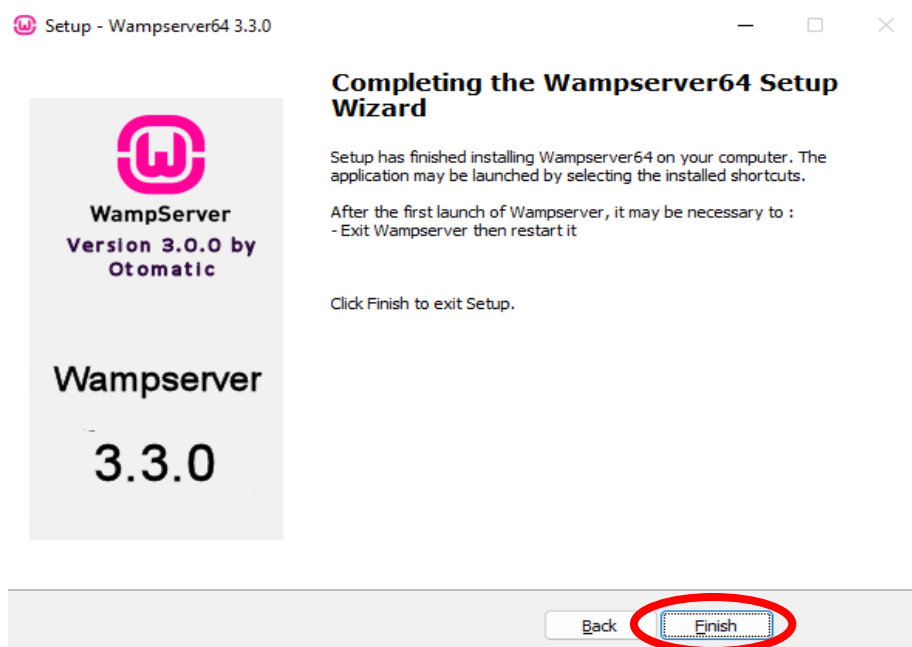 Setup - Wampserver64 3.3.0
Completing the Wampserver64 Setup
Wizard
Setup has finished installing Wampserver64 on your computer. The
application may be launched by selecting the installed shortcuts.
After the first launch of Wampserver, it may be necessary to :
- Exit Wampserver then restart it
Click Finish to exit Setup.
WampServer
Version 3.0.0 by
Otomatic
Wampserver
3.3.0
Back
Finish